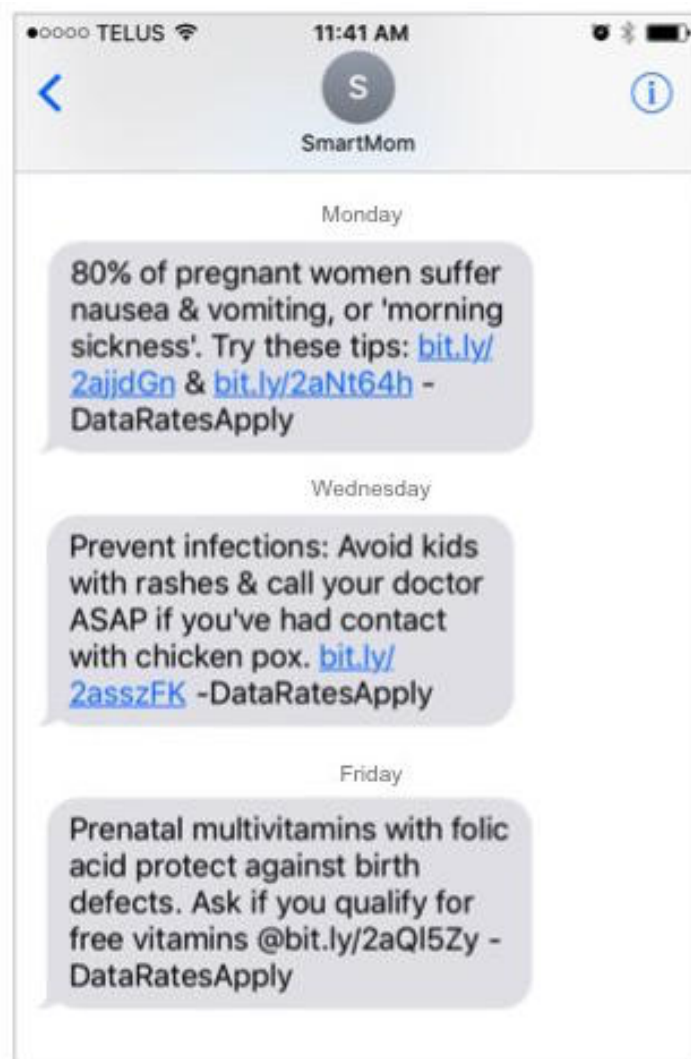 TELUS 11:41 AM
S
SmartMom
Monday
80% of pregnant women suffer
nausea & vomiting, or 'morning
sickness'. Try these tips: bit.ly/
2ajjdGn & bit.ly/2aNt64h -
DataRatesApply
Wednesday
Prevent infections: Avoid kids
with rashes & call your doctor
ASAP if you've had contact
with chicken pox. bit.ly/
2asszFK -DataRatesApply
Friday
Prenatal multivitamins with folic
acid protect against birth
defects. Ask if you qualify for
free vitamins @bit.ly/2aQl5Zy -
DataRatesApply